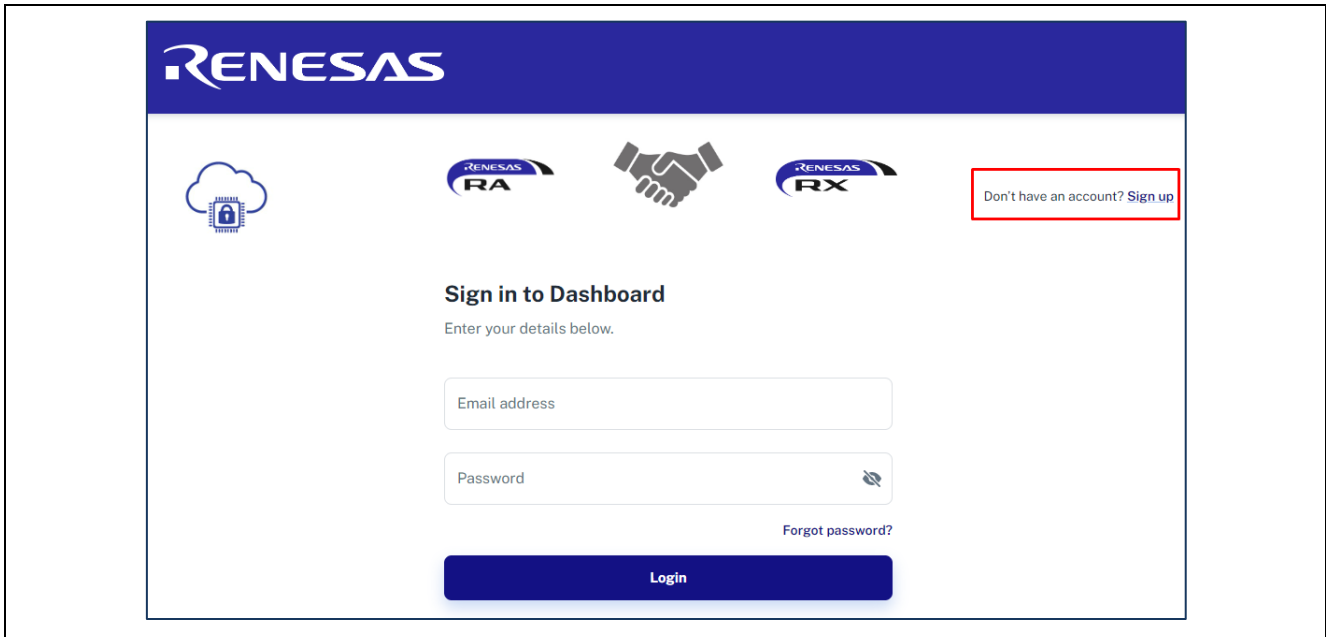 RENESAS
RENESAS
RA
RENESAS
RX
Don't have an account? Sign up
Sign in to Dashboard
Enter your details below.
Email address
Password
Forgot password?
Login